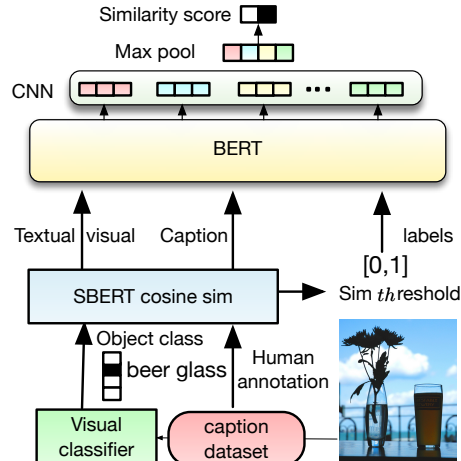 Similarity score
Max pool
CNN
BERT
Textual visual
Caption
labels
[0,1]
SBERT cosine sim
Sim threshold
Object class
beer glass
Human
annotation
Visual
classifier
caption
dataset